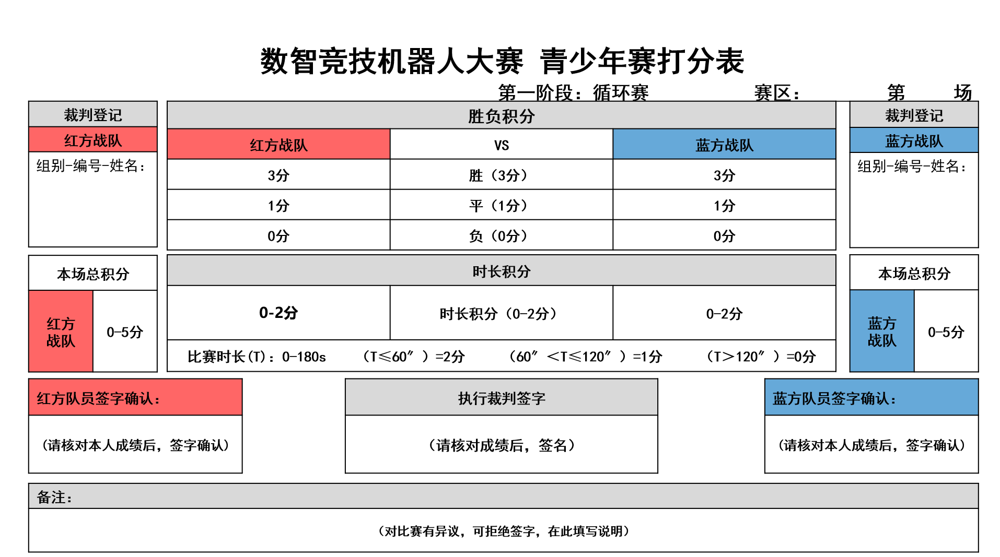 数智竞技机器人大赛 青少年赛打分表
第一阶段：循环赛 赛区： 第 场
裁判登记
红方战队
组别-编号-姓名：
胜负积分
红方战队 VS 蓝方战队
3分 胜（3分） 3分
1分 平（1分） 1分
0分 负（0分） 0分
裁判登记
蓝方战队
组别-编号-姓名：
本场总积分
红方
战队
0-5分
时长积分
0-2分 时长积分（0-2分） 0-2分
比赛时长(T)：0-180s （T≤60″）=2分 （60″＜T≤120″）=1分 （T＞120″）=0分
本场总积分
蓝方
战队
0-5分
红方队员签字确认：
(请核对本人成绩后，签字确认)
执行裁判签字
（请核对成绩后，签名）
蓝方队员签字确认：
(请核对本人成绩后，签字确认)
备注：
（对比赛有异议，可拒绝签字，在此填写说明）